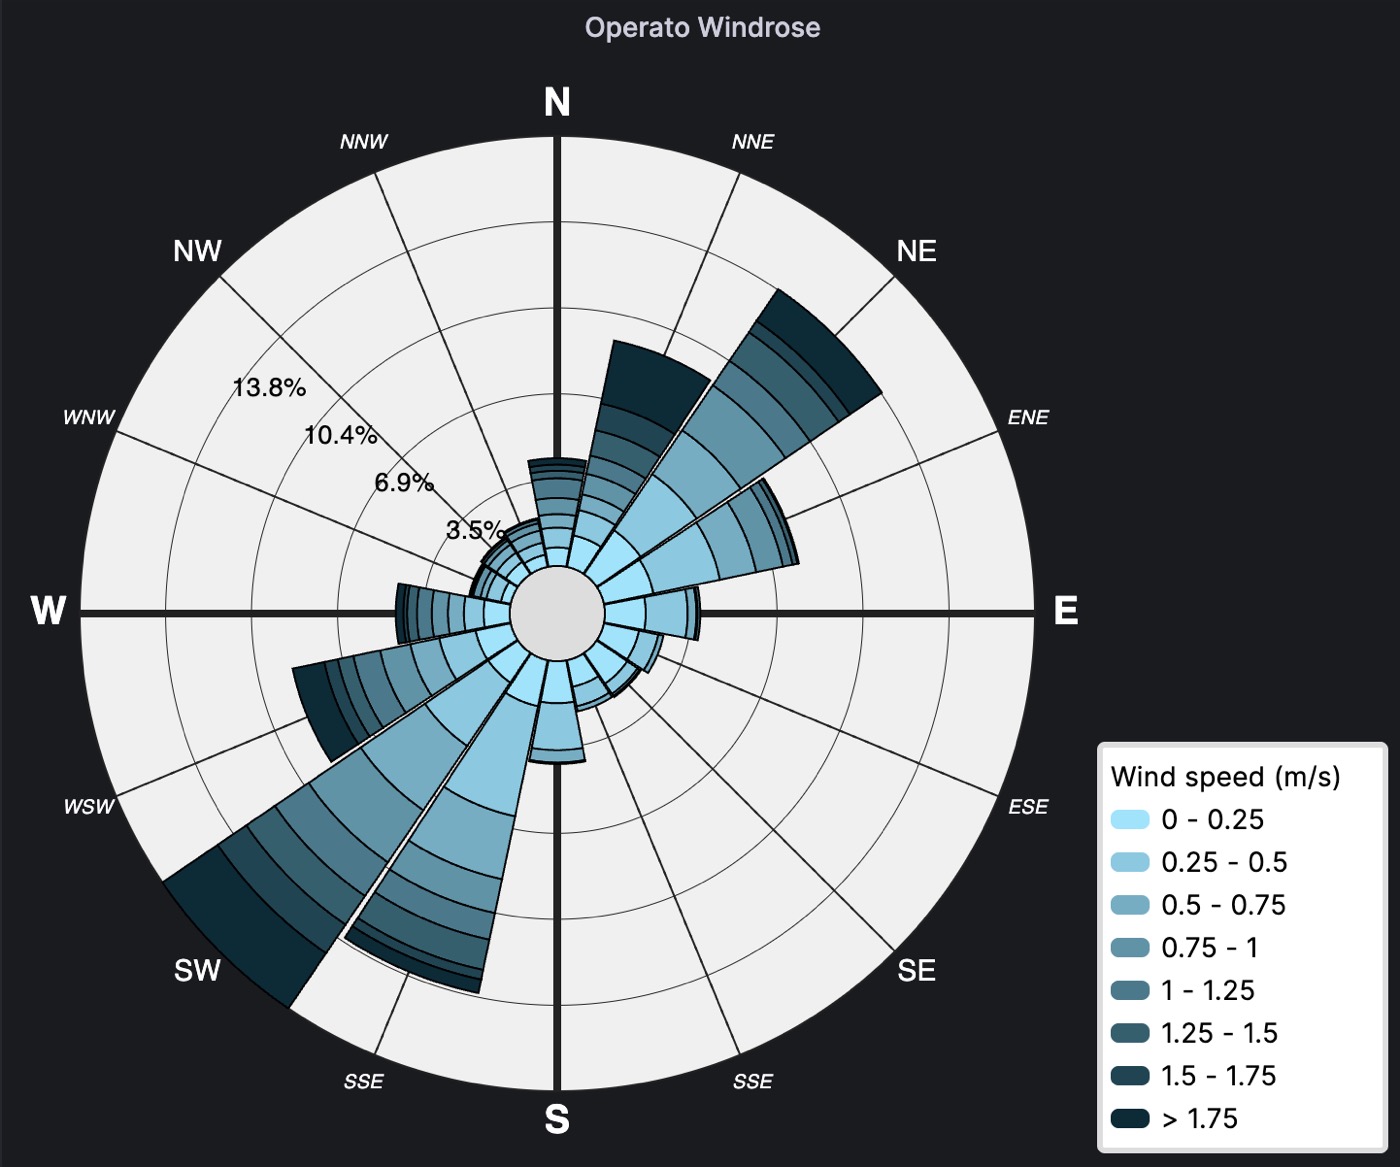 Operato Windrose
N
NNW
NNE
NW
NE
13.8%
WNW
ENE
10.4%
6.9%
3.5%
W
E
WSW
ESE
SW
SE
SSE
SSE
S
Wind speed (m/s)
0 - 0.25
0.25 - 0.5
0.5 - 0.75
0.75 - 1
1 - 1.25
1.25 - 1.5
1.5 - 1.75
> 1.75